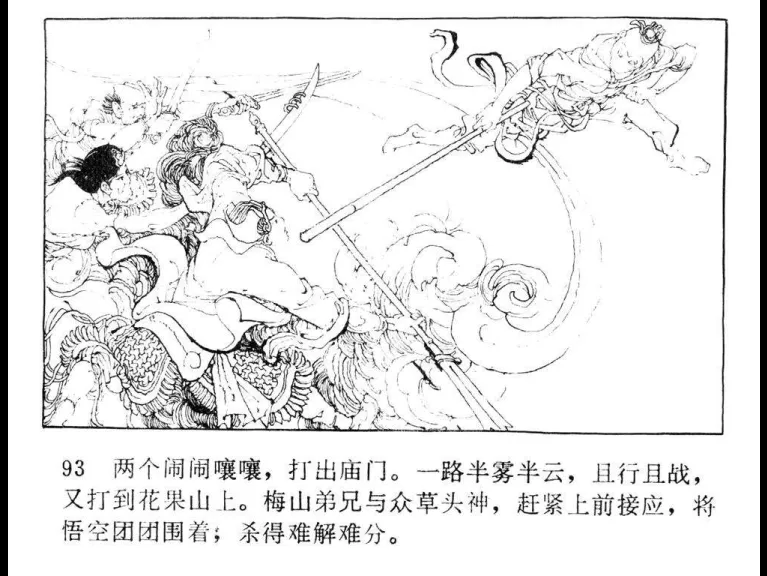 93 两个闹闹嚷嚷，打出庙门。一路半雾半云，且行且战，
又打到花果山上。梅山弟兄与众草头神，赶紧上前接应，将
悟空团团围着；杀得难解难分。